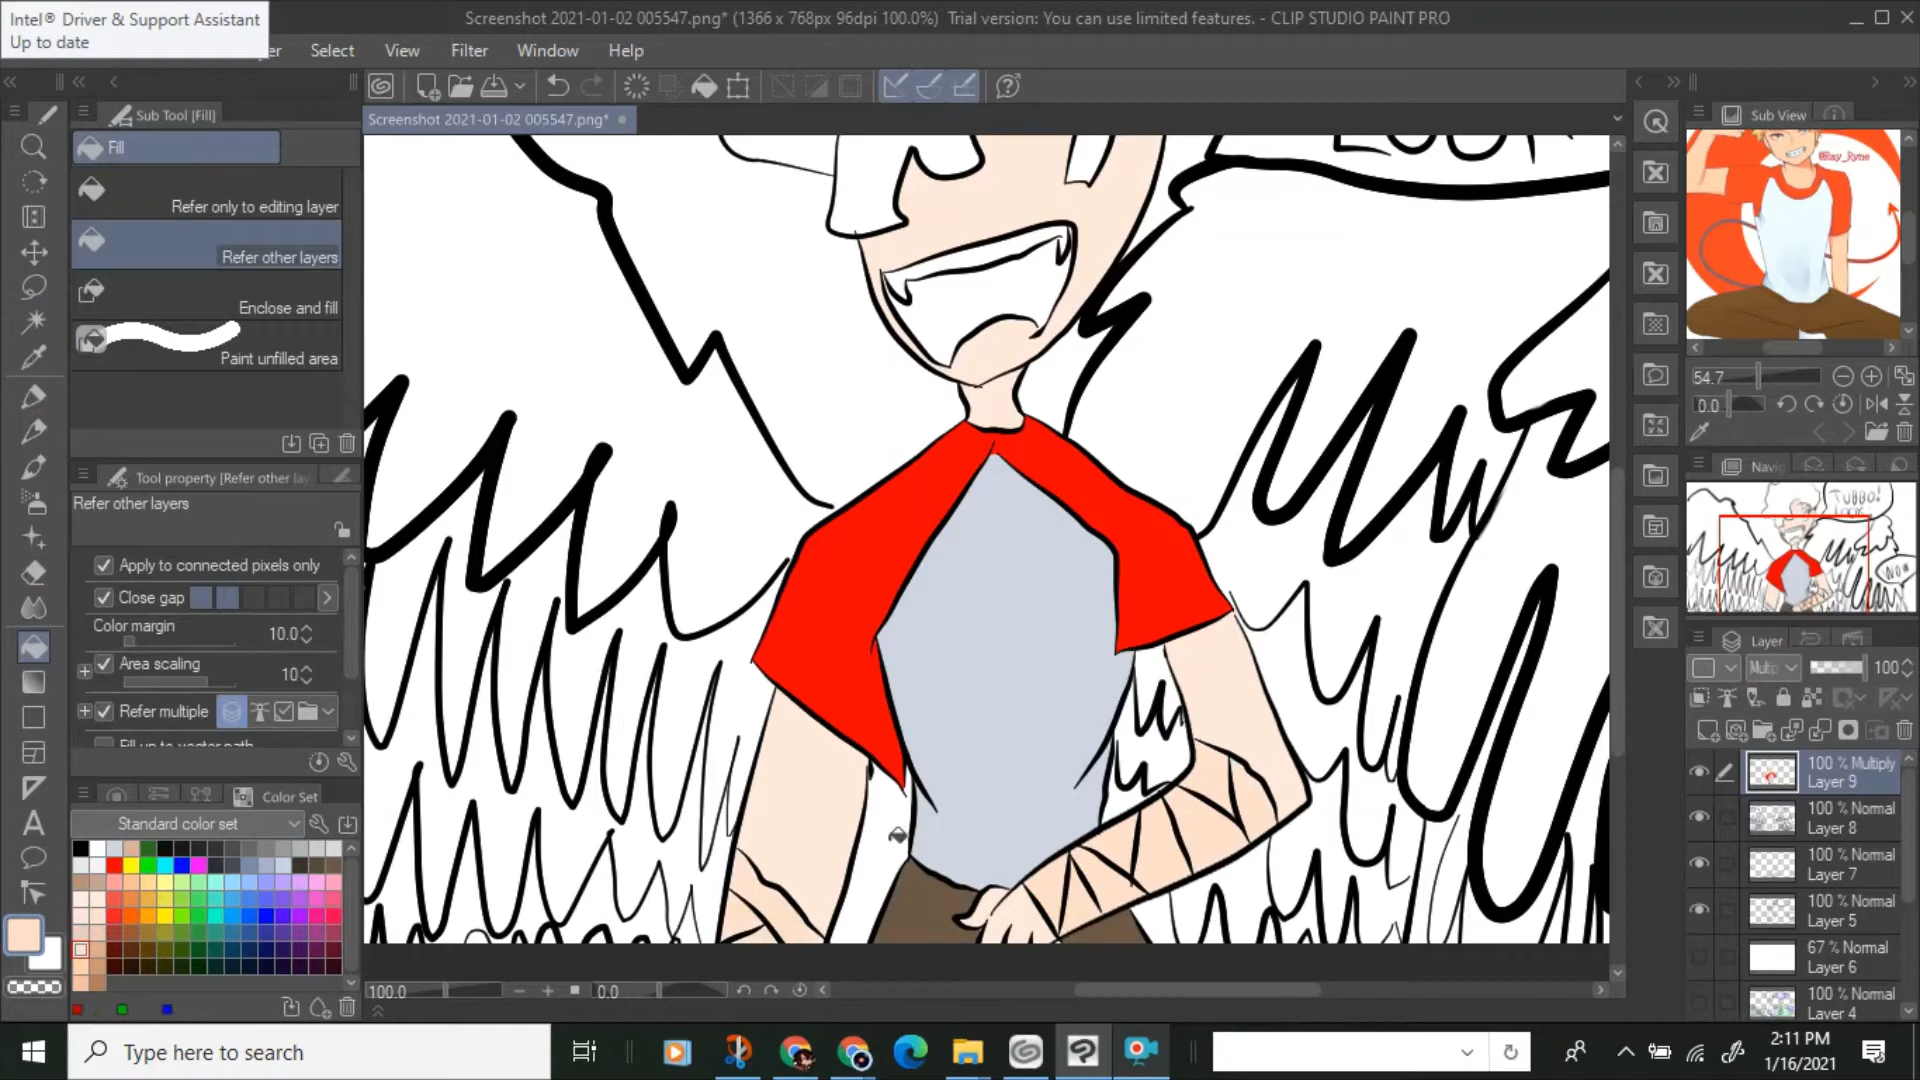 Intel® Driver & Support Assistant
Up to date
Screenshot 2021-01-02 005547.png* (1366 x 768px 96dpi 100.0%) Trial version: You can use limited features. - CLIP STUDIO PAINT PRO
er Select View Filter Window Help
Sub Tool [Fill]
Screenshot 2021-01-02 005547.png*
Sub View
Fill
Refer only to editing layer
Refer other layers
Enclose and fill
Paint unfilled area
@Ray_Ryne
54.7
0.0
Tool property [Refer other lay
Refer other layers
Apply to connected pixels only
Close gap
Color margin
10.0
Area scaling
10
Refer multiple
Fill up to vector path
Navic
TUBBO!
LOOK
WOW
Color Set
Standard color set
Layer
Multip
100
100 % Multiply
Layer 9
100 % Normal
Layer 8
100 % Normal
Layer 7
100 % Normal
Layer 5
67 % Normal
Layer 6
100 % Normal
Layer 4
100.0
0.0
Type here to search
2:11 PM
1/16/2021